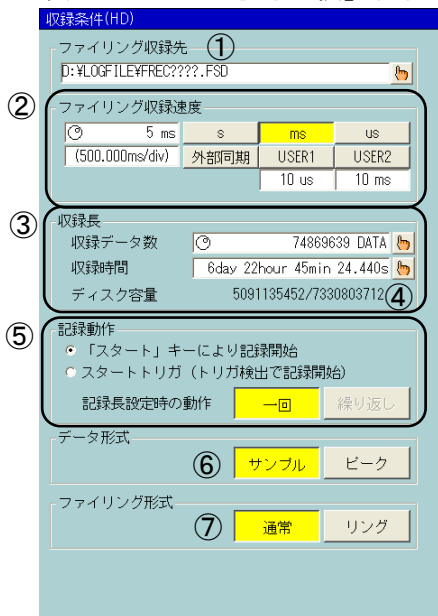 収録条件(HD)
ファイリング収録先 ①
D:¥LOGFILE¥FREC????.FSD
② ファイリング収録速度
5 ms s ms us
(500.000ms/div) 外部同期 USER1 USER2
10 us 10 ms
③ 収録長
収録データ数 74869639 DATA
収録時間 6day 22hour 45min 24.440s
ディスク容量 5091135452/7330803712 ④
⑤ 記録動作
「スタート」キーにより記録開始
スタートトリガ(トリガ検出で記録開始)
記録長設定時の動作 一回 繰り返し
データ形式
⑥ サンプル ピーク
ファイリング形式
⑦ 通常 リング